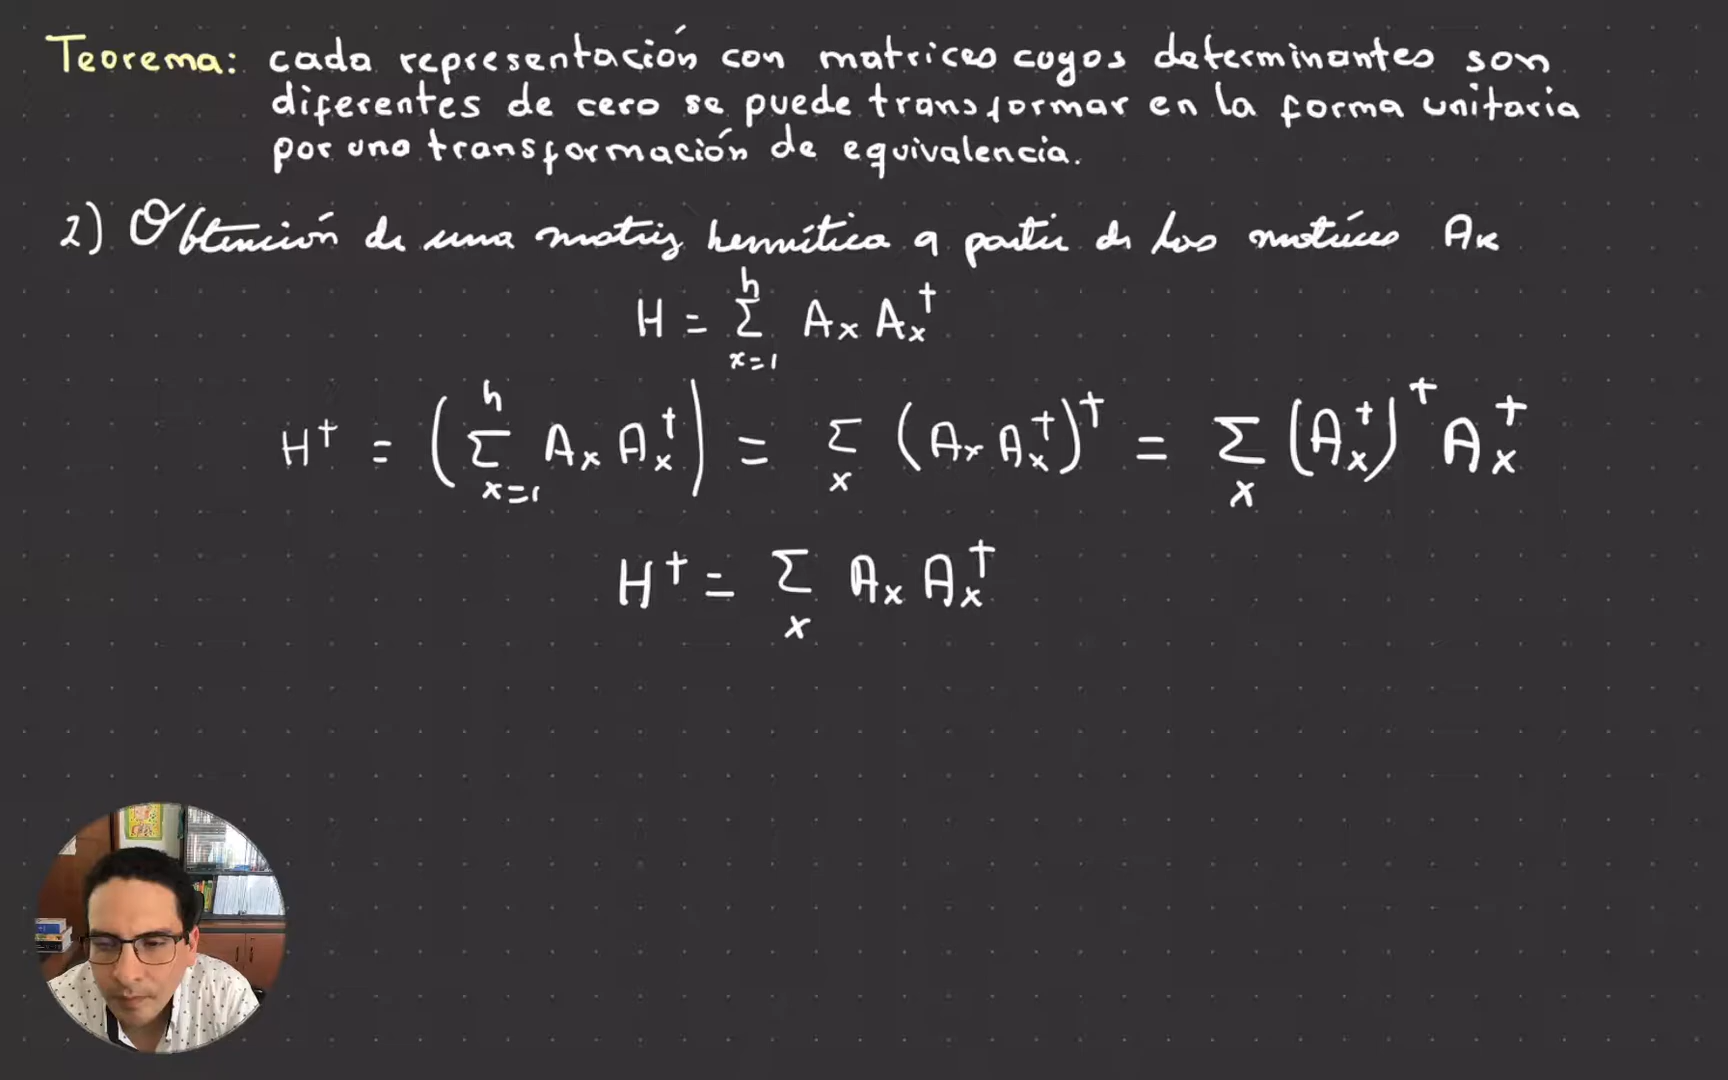 Teorema: cada representación con matrices cuyos determinantes son
diferentes de cero se puede transformar en la forma unitaria
por una transformación de equivalencia.
2) Obtención de una matriz hermítica a partir de las matrices Aₖ
H = Σ_{x=1}^{h} Aₓ Aₓ†
H† = (Σ_{x=1}^{h} Aₓ Aₓ†) = Σ_x (Aₓ Aₓ†)† = Σ_x (Aₓ†)† Aₓ†
H† = Σ_x Aₓ Aₓ†